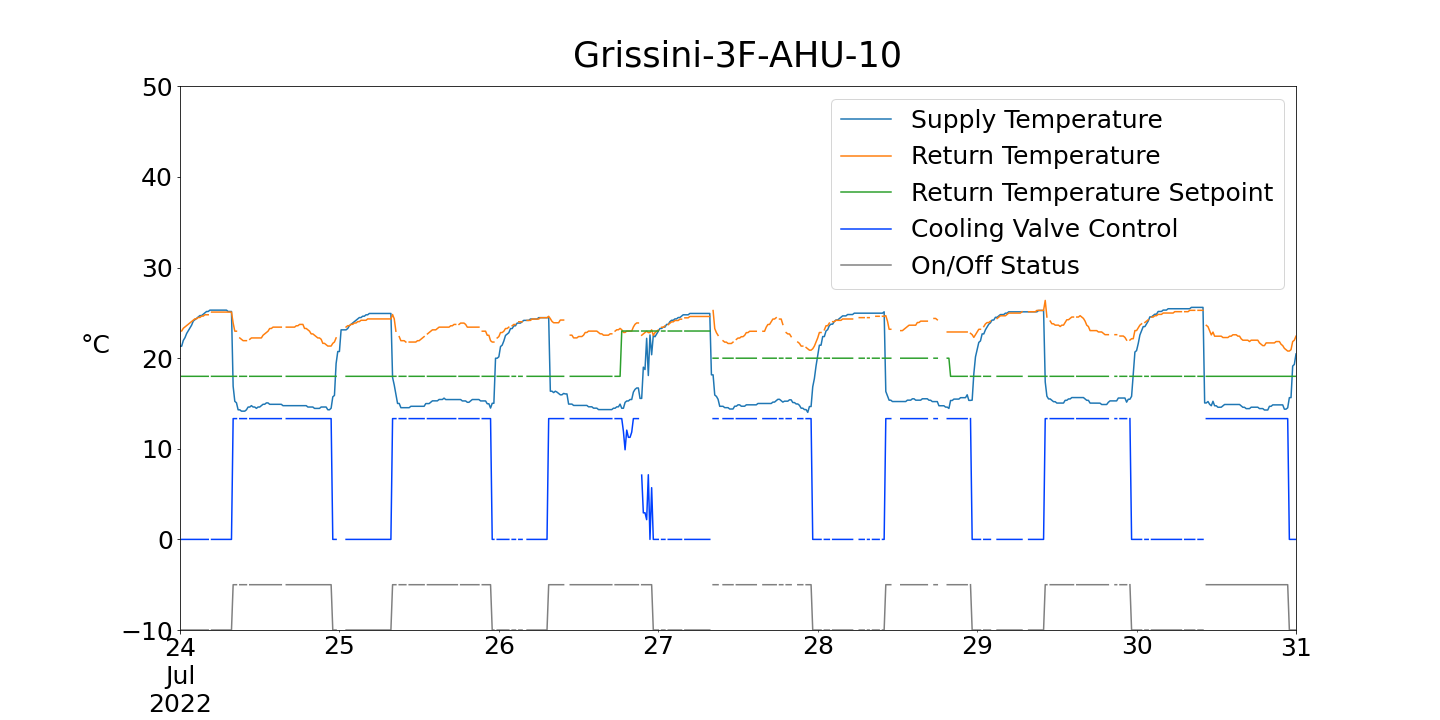 Grissini-3F-AHU-10
50
40
30
20
10
0
−10
°C
Supply Temperature
Return Temperature
Return Temperature Setpoint
Cooling Valve Control
On/Off Status
24 25 26 27 28 29 30 31
Jul
2022